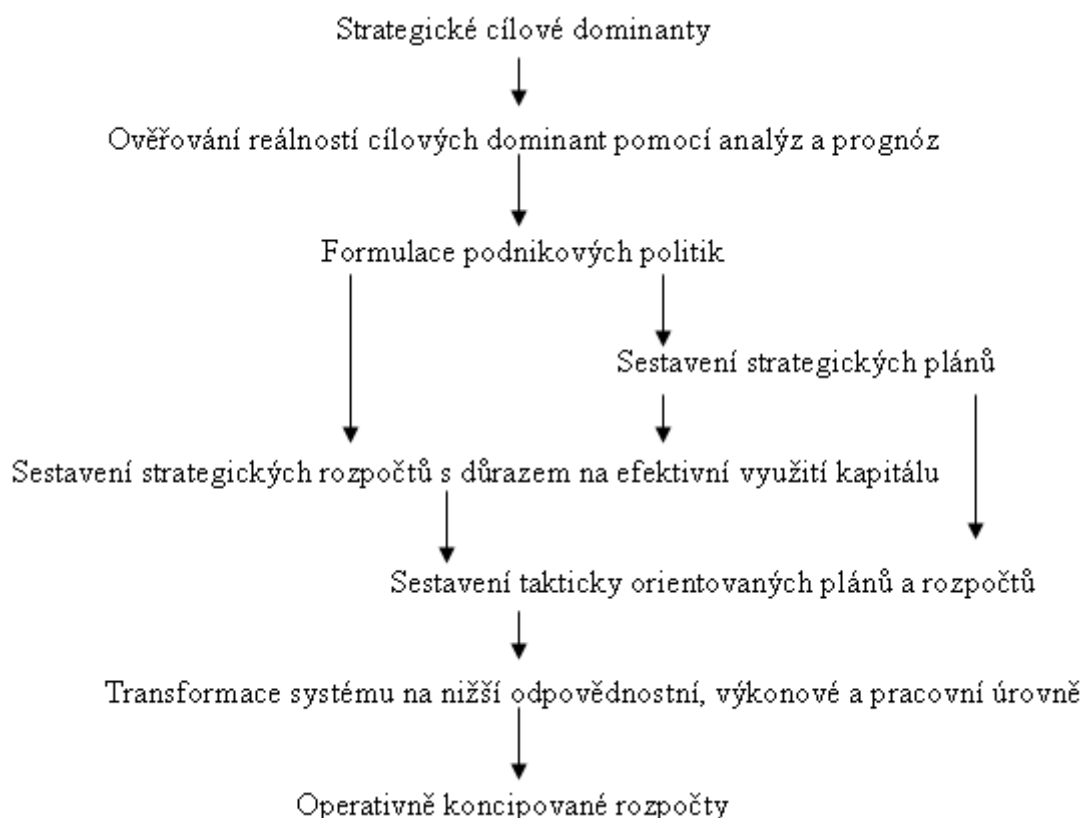 Strategické cílové dominanty
Ověřování reálností cílových dominant pomocí analýz a prognóz
Formulace podnikových politik
Sestavení strategických plánů
Sestavení strategických rozpočtů s důrazem na efektivní využití kapitálu
Sestavení takticky orientovaných plánů a rozpočtů
Transformace systému na nižší odpovědnostní, výkonové a pracovní úrovně
Operativně koncipované rozpočty